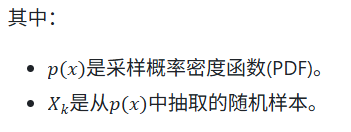 其中：
• p(x)是采样概率密度函数(PDF)。
• Xk是从p(x)中抽取的随机样本。